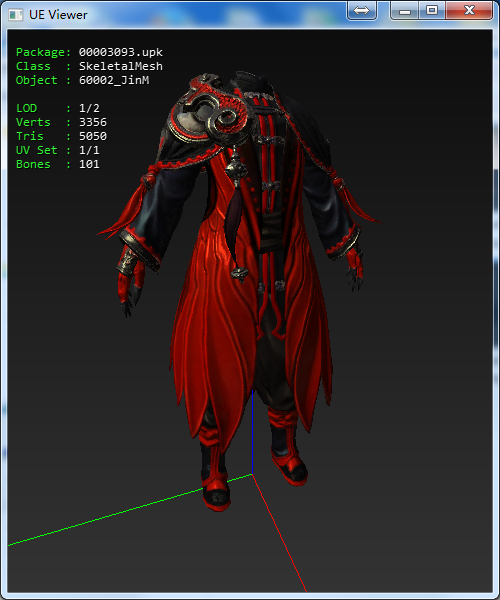 UE Viewer
Package: 00003093.upk
Class : SkeletalMesh
Object : 60002_JinM
LOD : 1/2
Verts : 3356
Tris : 5050
UV Set : 1/1
Bones : 101